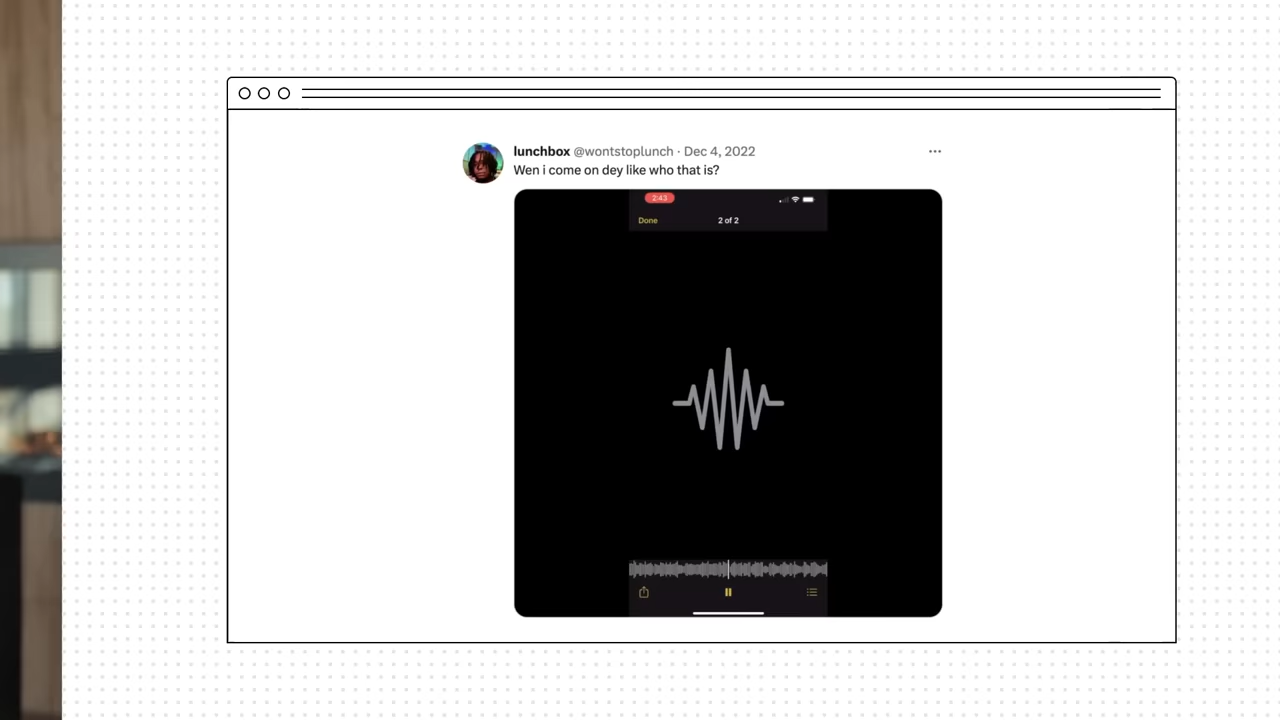 lunchbox @wontstoplunch · Dec 4, 2022
Wen i come on dey like who that is?
2:43
Done 2 of 2